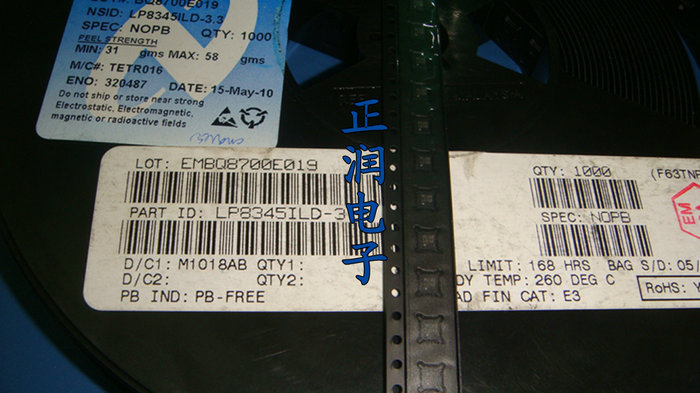 BQ8700E019
NSID: LP8345ILD-3.3
SPEC: NOPB QTY: 1000
PEEL STRENGTH
MIN: 31 gms MAX: 58 gms
M/C#: TETR016
ENO: 320487 DATE: 15-May-10
Do not ship or store near strong
Electrostatic, Electromagnetic,
magnetic or radioactive fields
正润电子
LOT: EMBQ8700E019
PART ID: LP8345ILD-3
D/C1: M1018AB QTY1:
D/C2: QTY2:
PB IND: PB-FREE
QTY: 1000 (F63TNF
SPEC: NOPB
EM
LIMIT: 168 HRS BAG S/D: 05/
DY TEMP: 260 DEG C
AD FIN CAT: E3
RoHS: Y